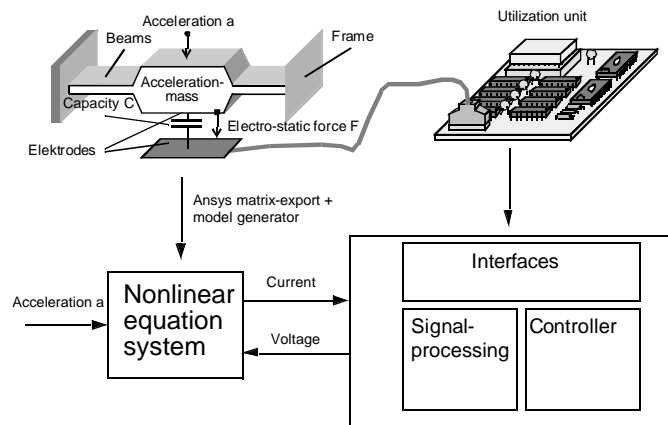 Acceleration a
Utilization unit
Beams
Frame
Acceleration-
mass
Capacity C
Electro-static force F
Elektrodes
Ansys matrix-export +
model generator
Interfaces
Nonlinear
equation
system
Current
Acceleration a
Voltage
Signal-
processing
Controller